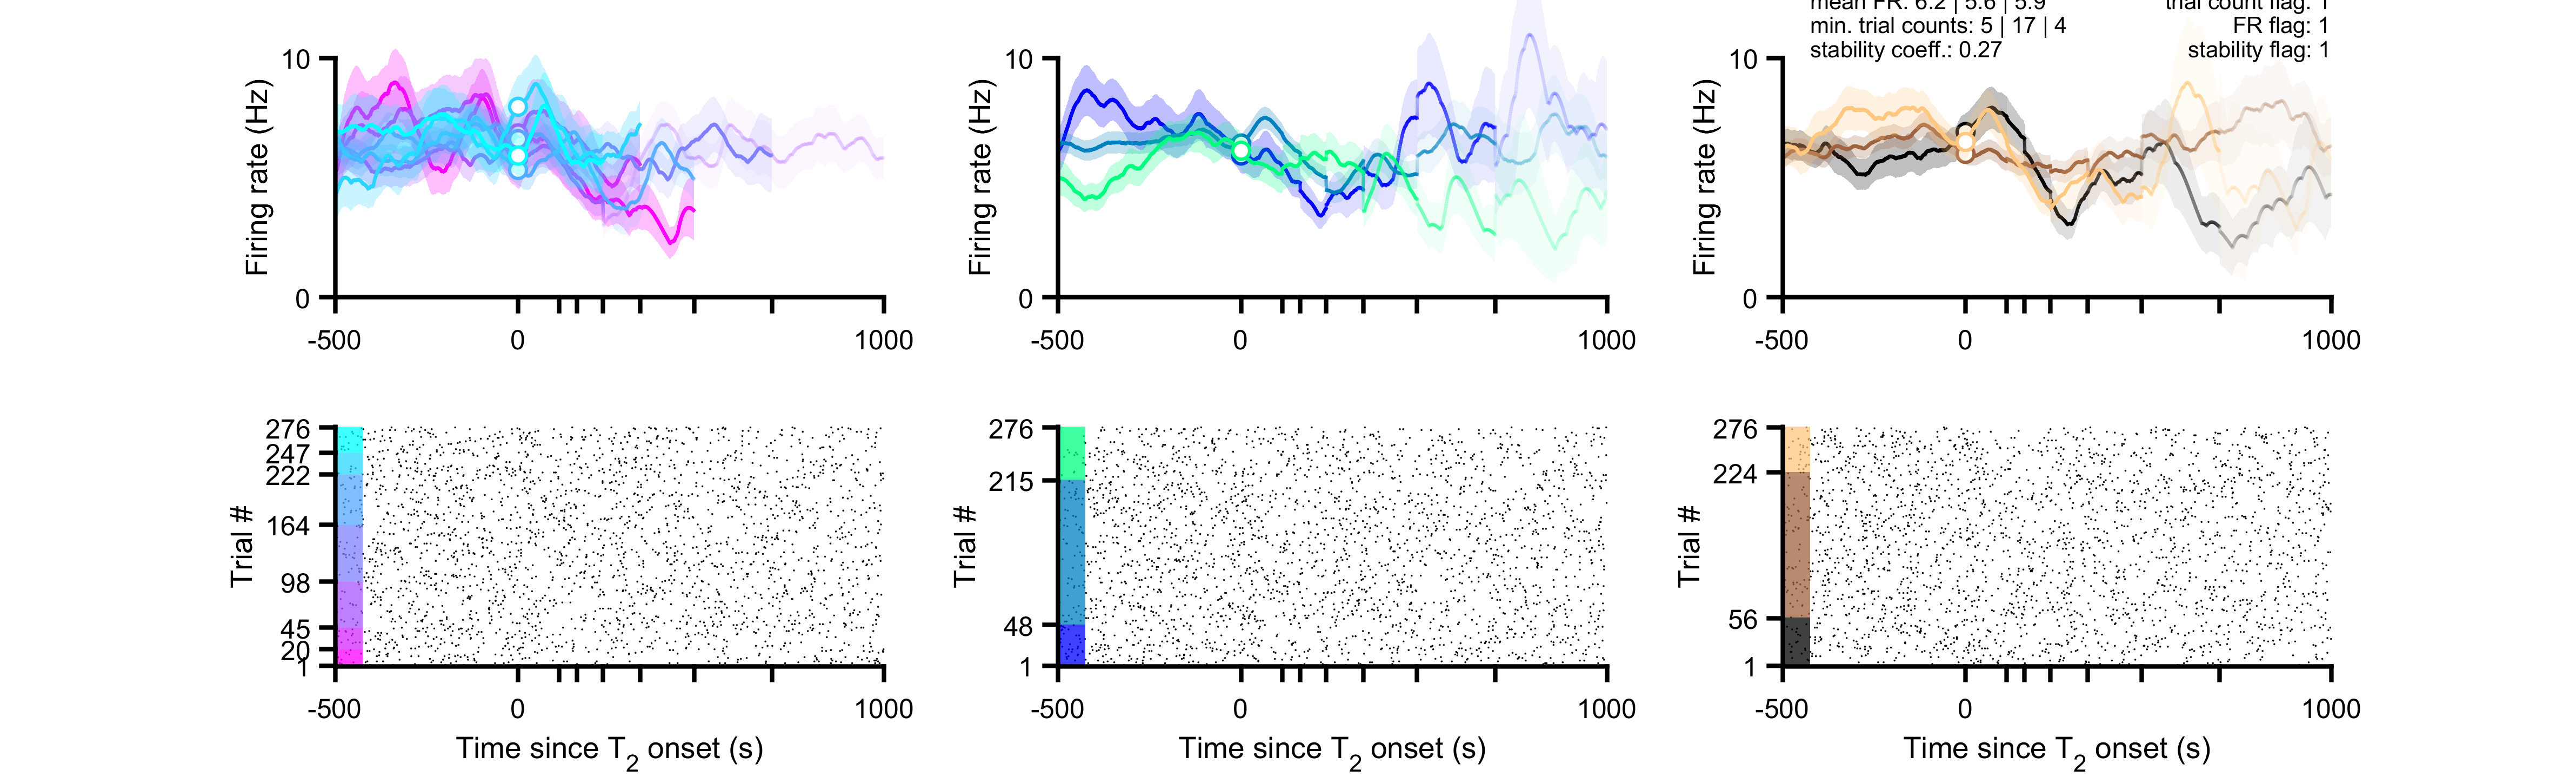 mean FR: 6.2 | 5.6 | 5.9
trial count flag: 1
min. trial counts: 5 | 17 | 4
FR flag: 1
stability coeff.: 0.27
stability flag: 1
10
Firing rate (Hz)
0
-500
0
1000
10
Firing rate (Hz)
0
-500
0
1000
10
Firing rate (Hz)
0
-500
0
1000
276
247
222
164
98
45
20
1
Trial #
-500
0
1000
Time since T2 onset (s)
276
215
48
1
Trial #
-500
0
1000
Time since T2 onset (s)
276
224
56
1
Trial #
-500
0
1000
Time since T2 onset (s)